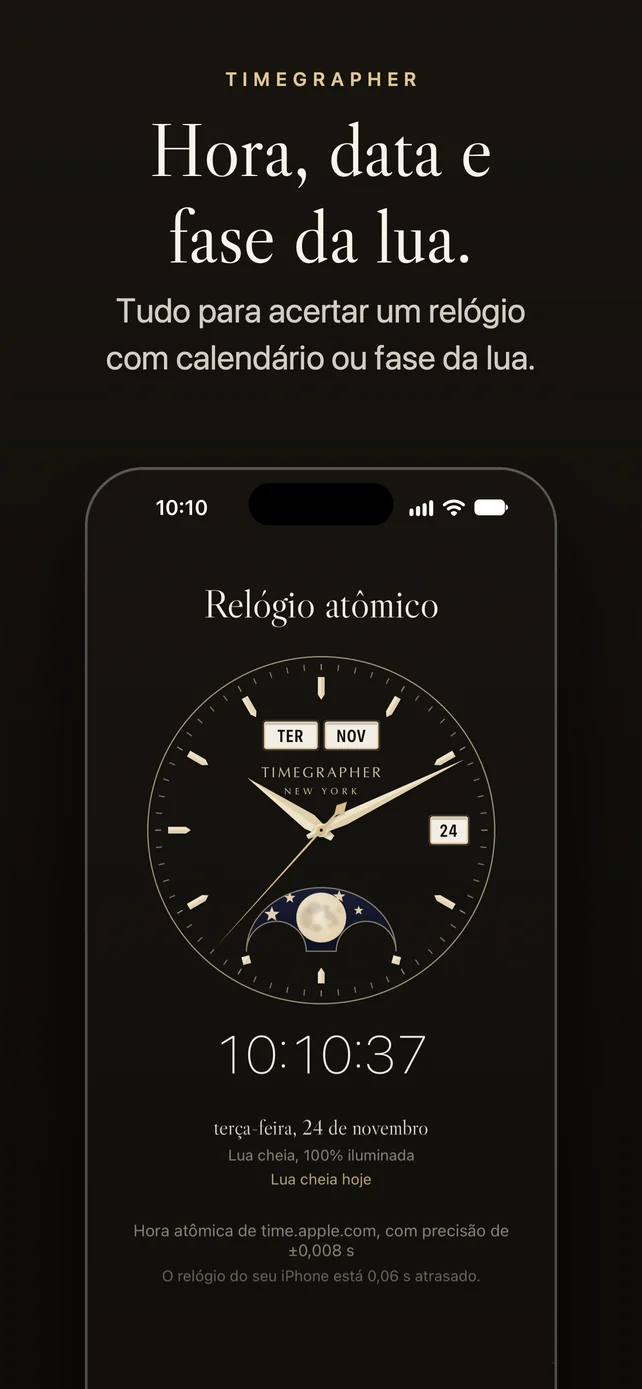 TIMEGRAPHER
Hora, data e
fase da lua.
Tudo para acertar um relógio
com calendário ou fase da lua.
10:10
Relógio atômico
TER NOV
TIMEGRAPHER
NEW YORK
24
10:10:37
terça-feira, 24 de novembro
Lua cheia, 100% iluminada
Lua cheia hoje
Hora atômica de time.apple.com, com precisão de
±0,008 s
O relógio do seu iPhone está 0,06 s atrasado.